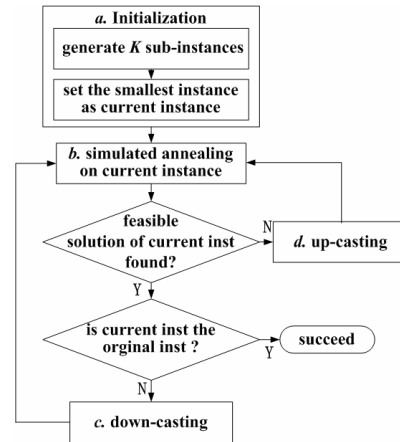 a. Initialization
generate K sub-instances
set the smallest instance
as current instance
b. simulated annealing
on current instance
feasible
solution of current inst
found?
N
d. up-casting
Y
is current inst the
orginal inst ?
Y
succeed
N
c. down-casting